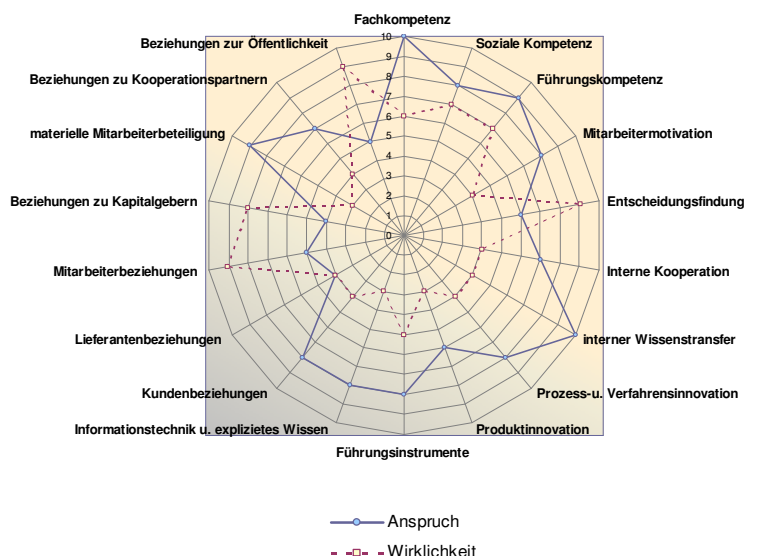 Fachkompetenz
Beziehungen zur Öffentlichkeit
Soziale Kompetenz
Beziehungen zu Kooperationspartnern
Führungskompetenz
materielle Mitarbeiterbeteiligung
Mitarbeitermotivation
Beziehungen zu Kapitalgebern
Entscheidungsfindung
Mitarbeiterbeziehungen
Interne Kooperation
Lieferantenbeziehungen
interner Wissenstransfer
Kundenbeziehungen
Prozess-u. Verfahrensinnovation
Informationstechnik u. explizietes Wissen
Produktinnovation
Führungsinstrumente
10
9
8
7
6
5
4
3
2
1
0
Anspruch
Wirklichkeit